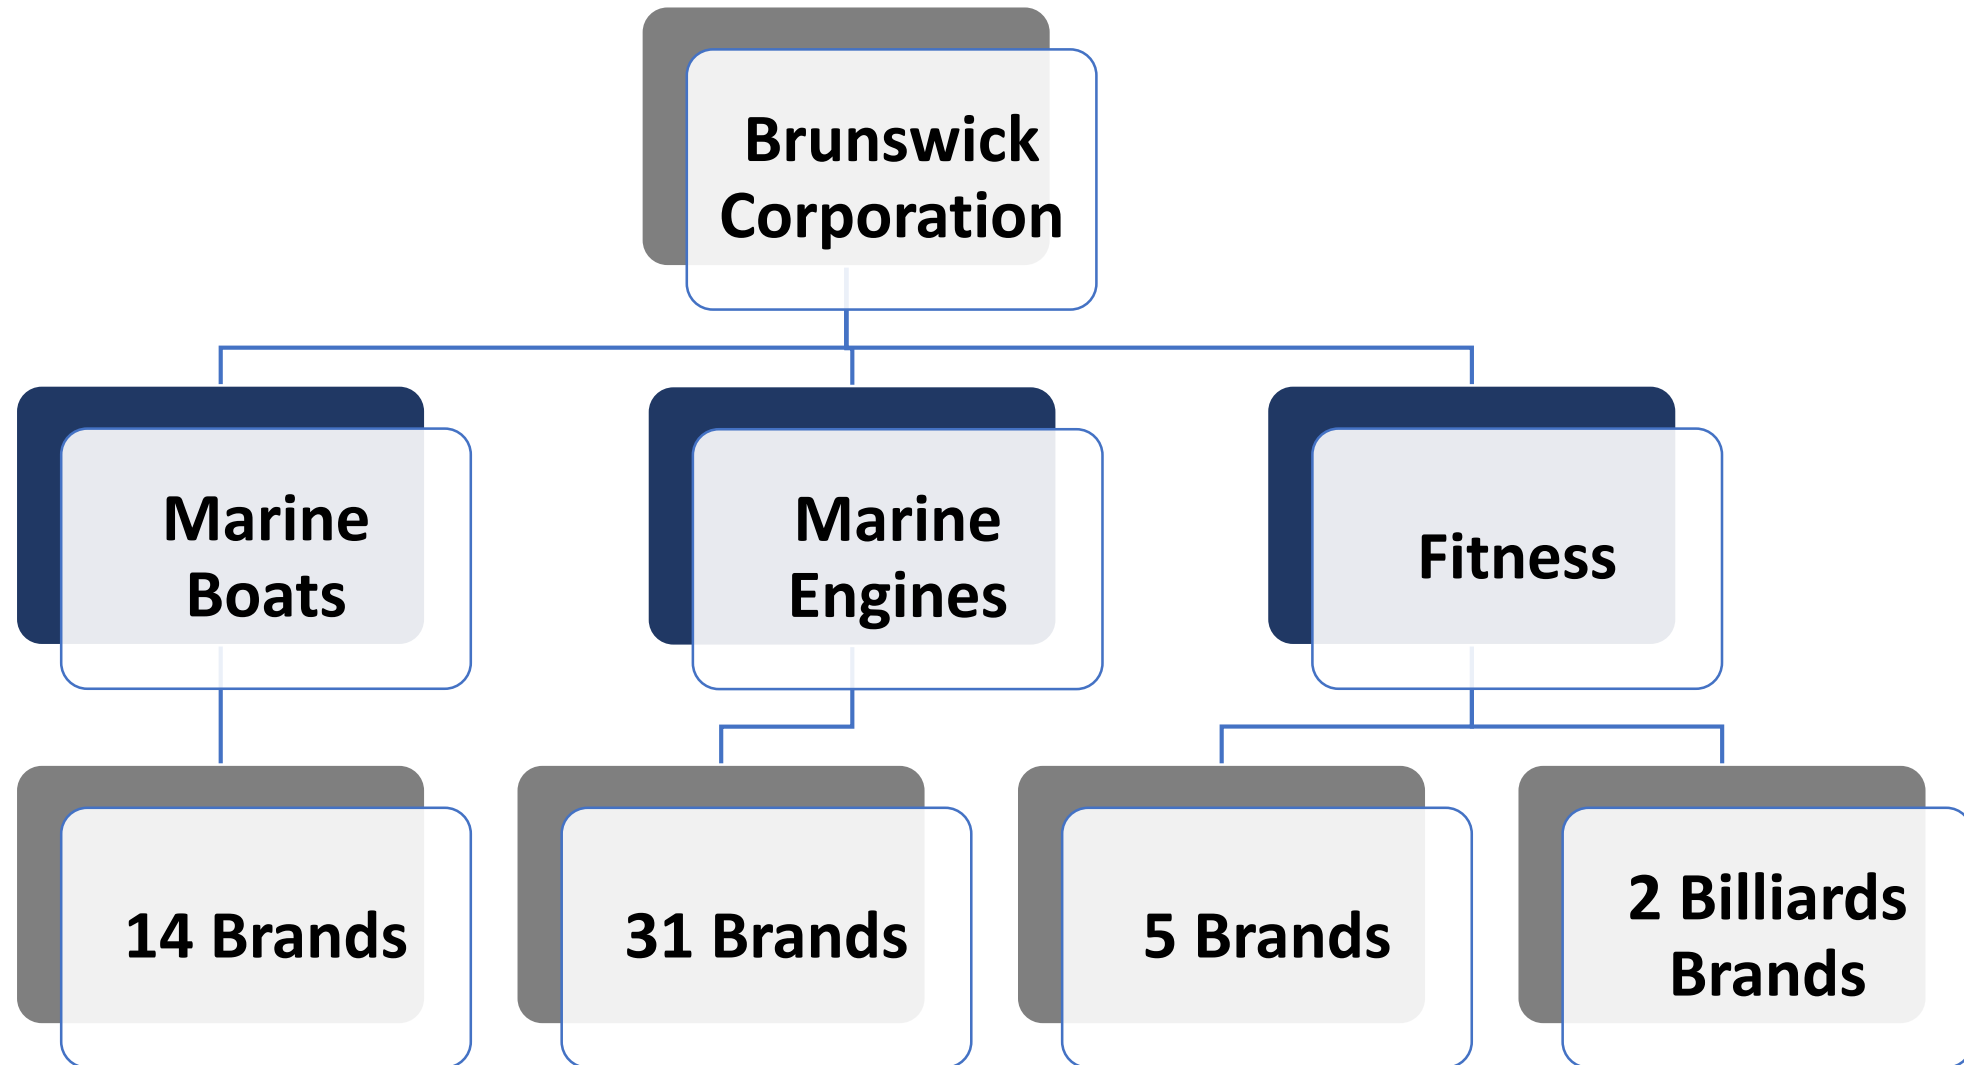 Brunswick
Corporation
Marine
Boats
Marine
Engines
Fitness
14 Brands
31 Brands
5 Brands
2 Billiards
Brands